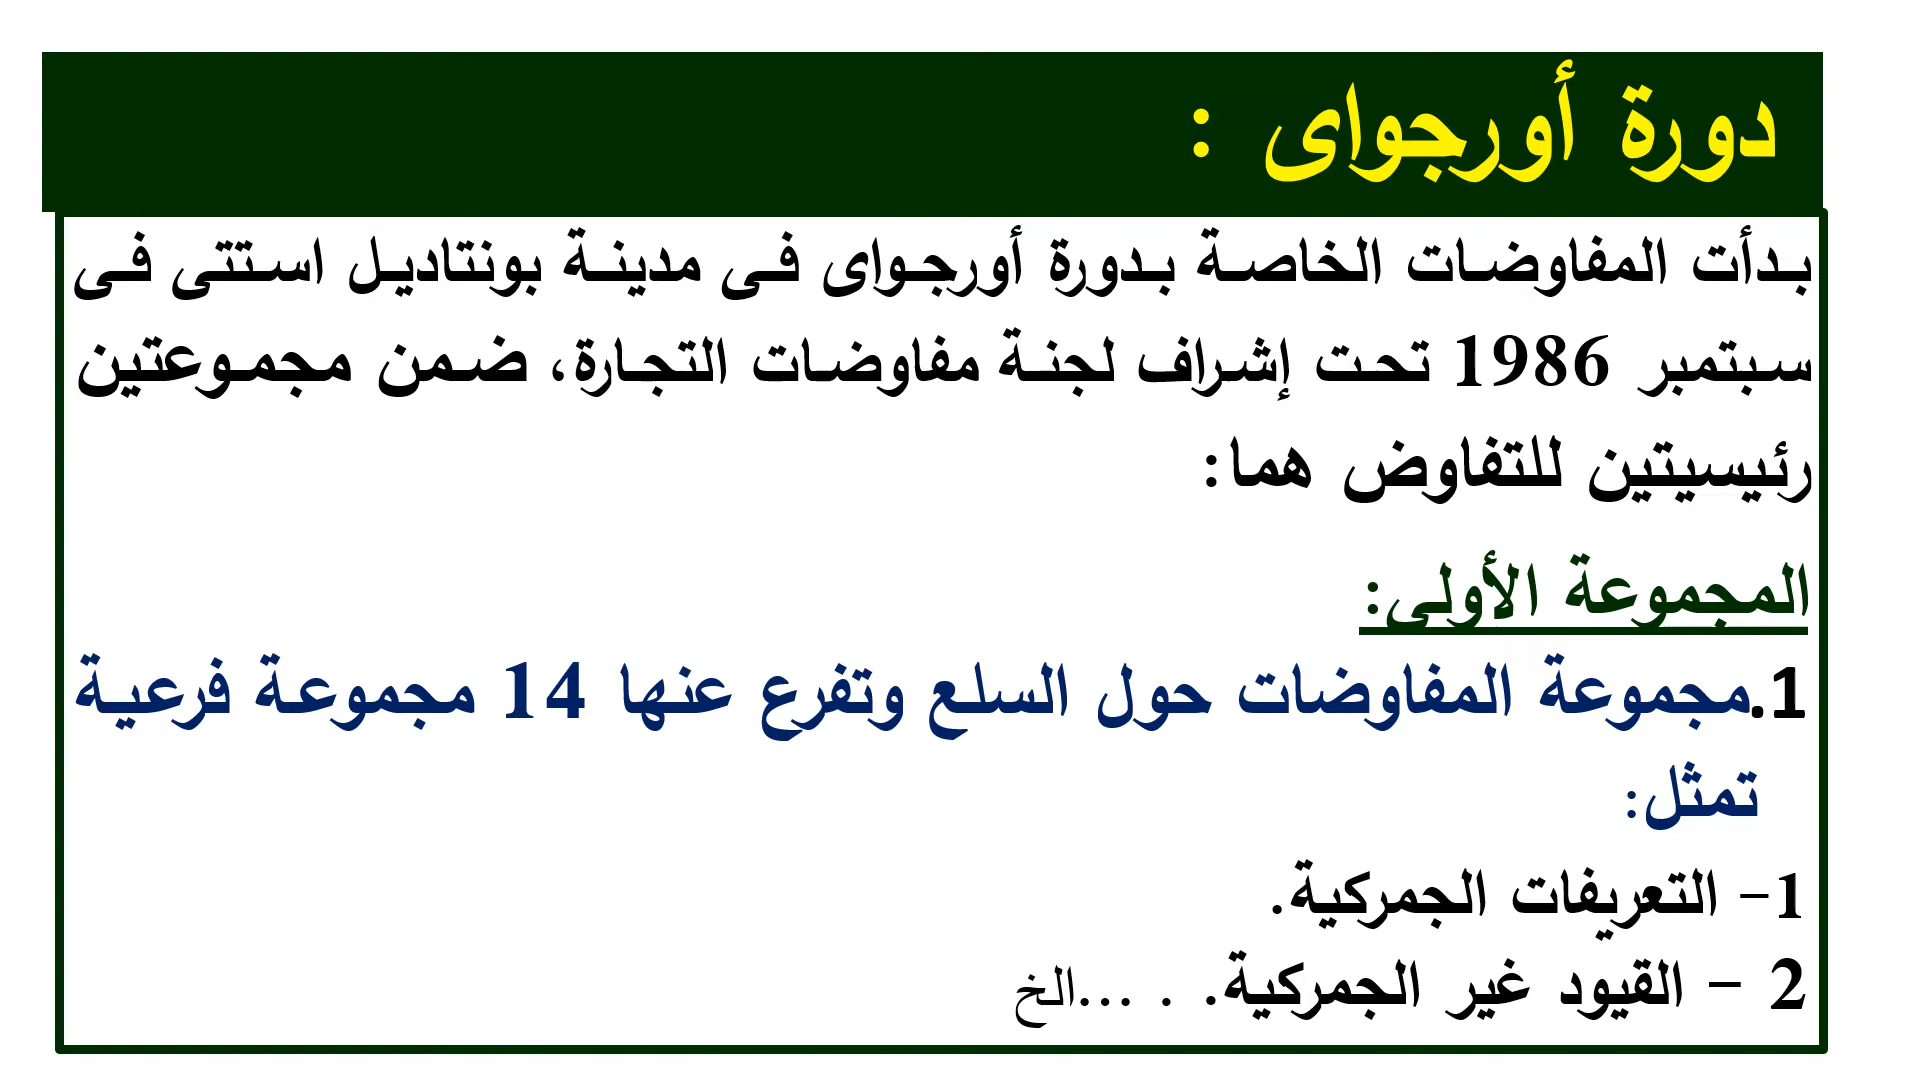 دورة أورجواى :
بدأت المفاوضات الخاصة بدورة أورجواى فى مدينة بونتاديل استتى فى
سبتمبر 1986 تحت إشراف لجنة مفاوضات التجارة، ضمن مجموعتين
رئيسيتين للتفاوض هما:
المجموعة الأولى:
1.مجموعة المفاوضات حول السلع وتفرع عنها 14 مجموعة فرعية
تمثل:
1- التعريفات الجمركية.
2 - القيود غير الجمركية. . ...الخ